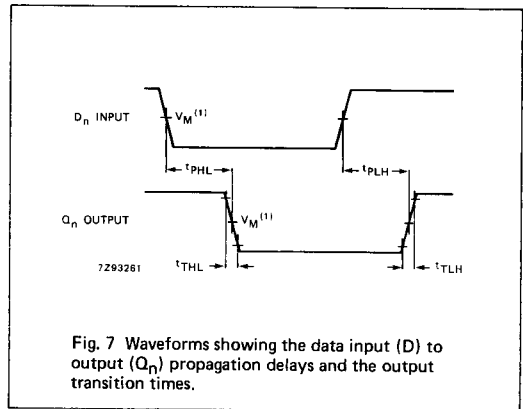 Dn INPUT
VM(1)
tPHL
tPLH
Qn OUTPUT
VM(1)
7Z93261
tTHL
tTLH
Fig. 7 Waveforms showing the data input (D) to
output (Qn) propagation delays and the output
transition times.